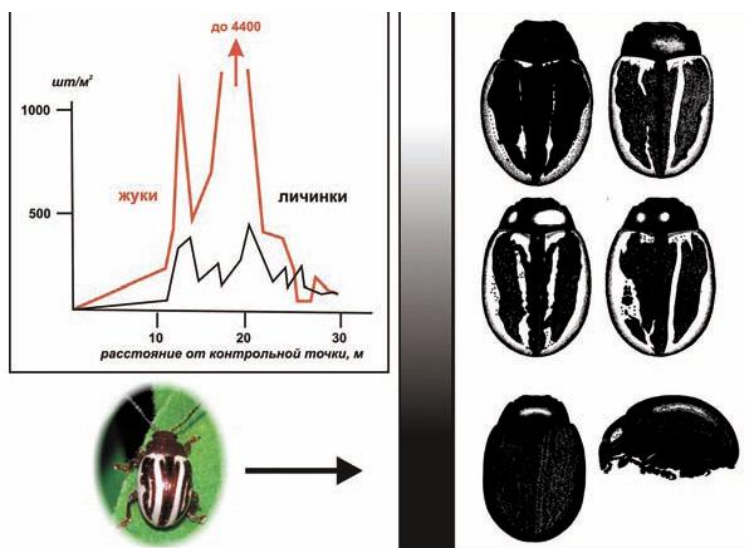 до 4400
шт/м²
1000
жуки
личинки
500
10
20
30
расстояние от контрольной точки, м